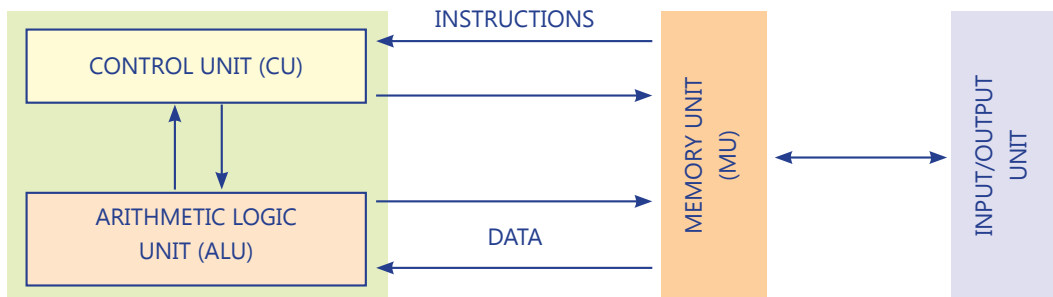 INSTRUCTIONS
CONTROL UNIT (CU)
ARITHMETIC LOGIC
UNIT (ALU)
DATA
MEMORY UNIT
(MU)
INPUT/OUTPUT
UNIT